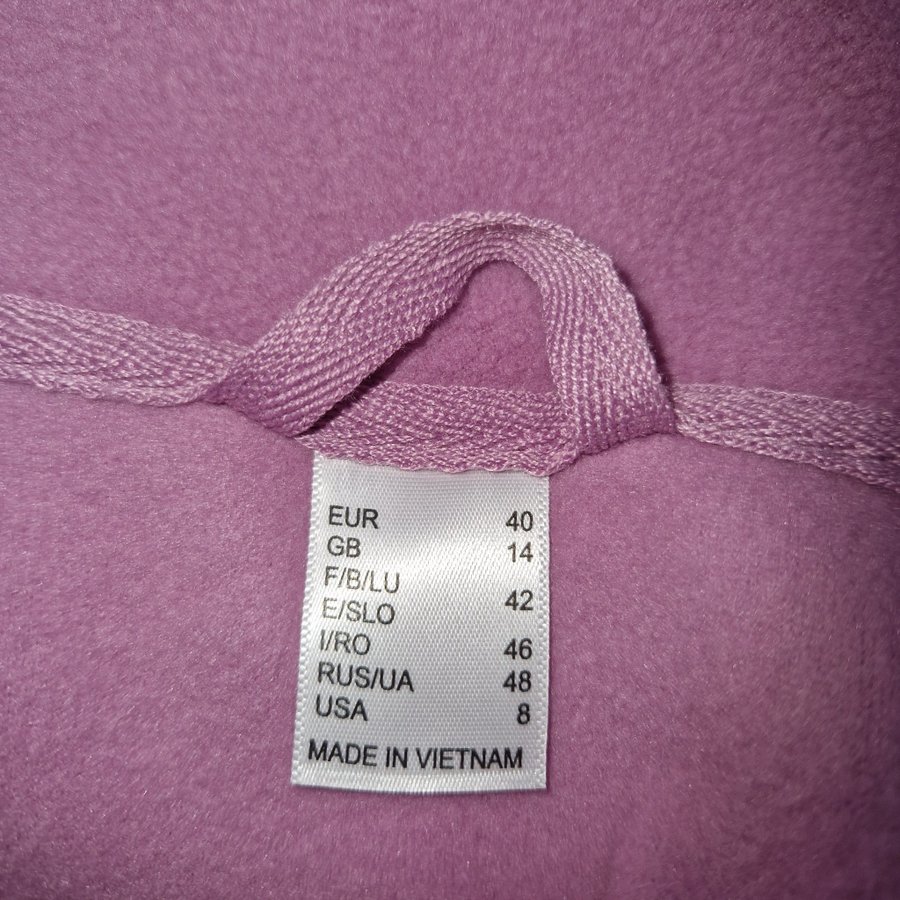 EUR 40
GB 14
F/B/LU
E/SLO 42
I/RO 46
RUS/UA 48
USA 8
MADE IN VIETNAM